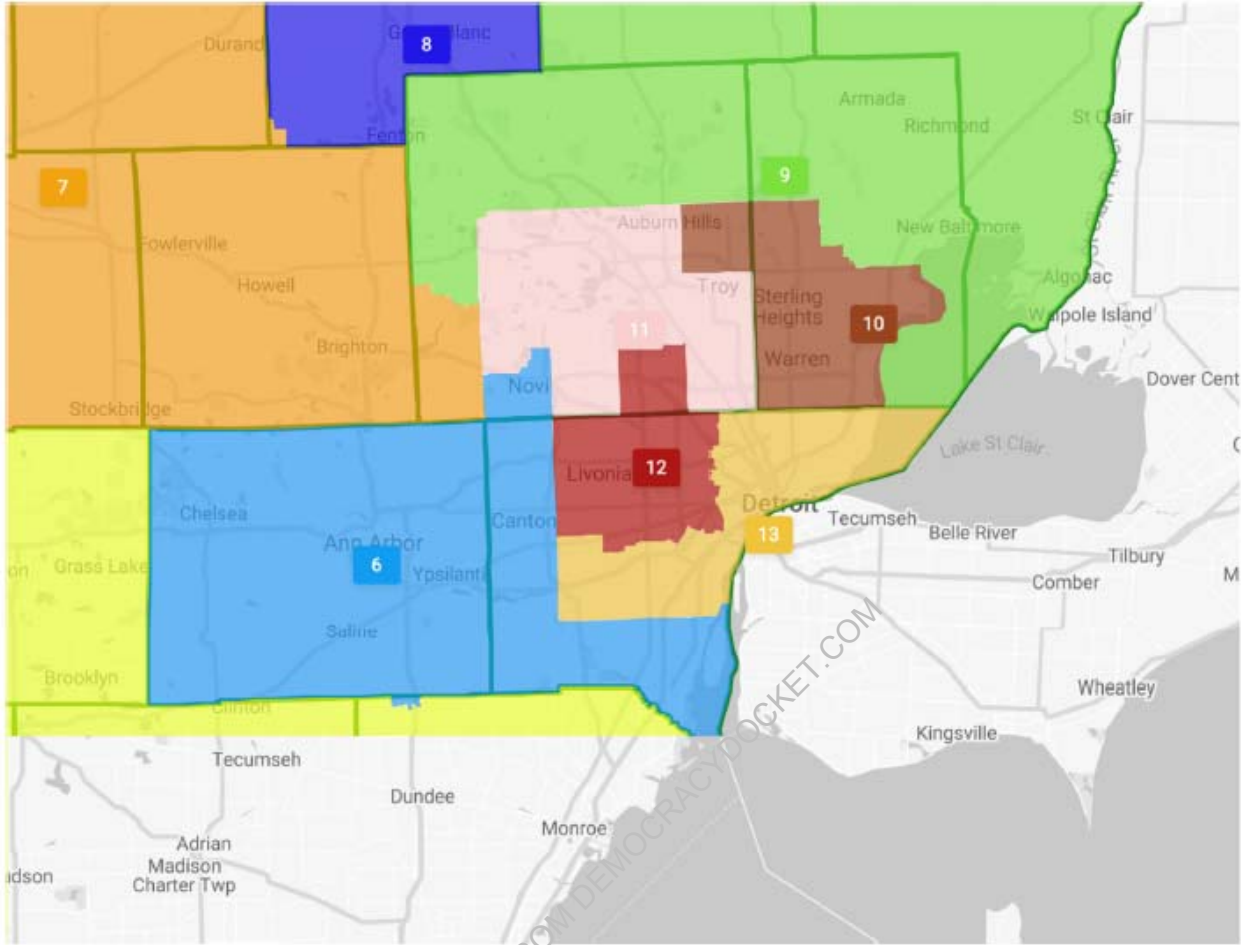 Durand
8
Fenton
Armada
Richmond
St Clair
7
9
Auburn Hills
New Baltimore
Fowlerville
Howell
Troy
Algonac
Sterling
Heights
Walpole Island
11
10
Brighton
Warren
Novi
Dover Cent
Stockbridge
Lake St Clair
Livonia
12
Chelsea
Canton
Detroit
Tecumseh
Belle River
13
Ann Arbor
Tilbury
Grass Lake
6
Ypsilanti
Comber
M
Saline
Brooklyn
Wheatley
Clinton
Kingsville
Tecumseh
Dundee
Monroe
Adrian
Madison
Charter Twp
dson
OM DEMOCRACYDOCKET.COM